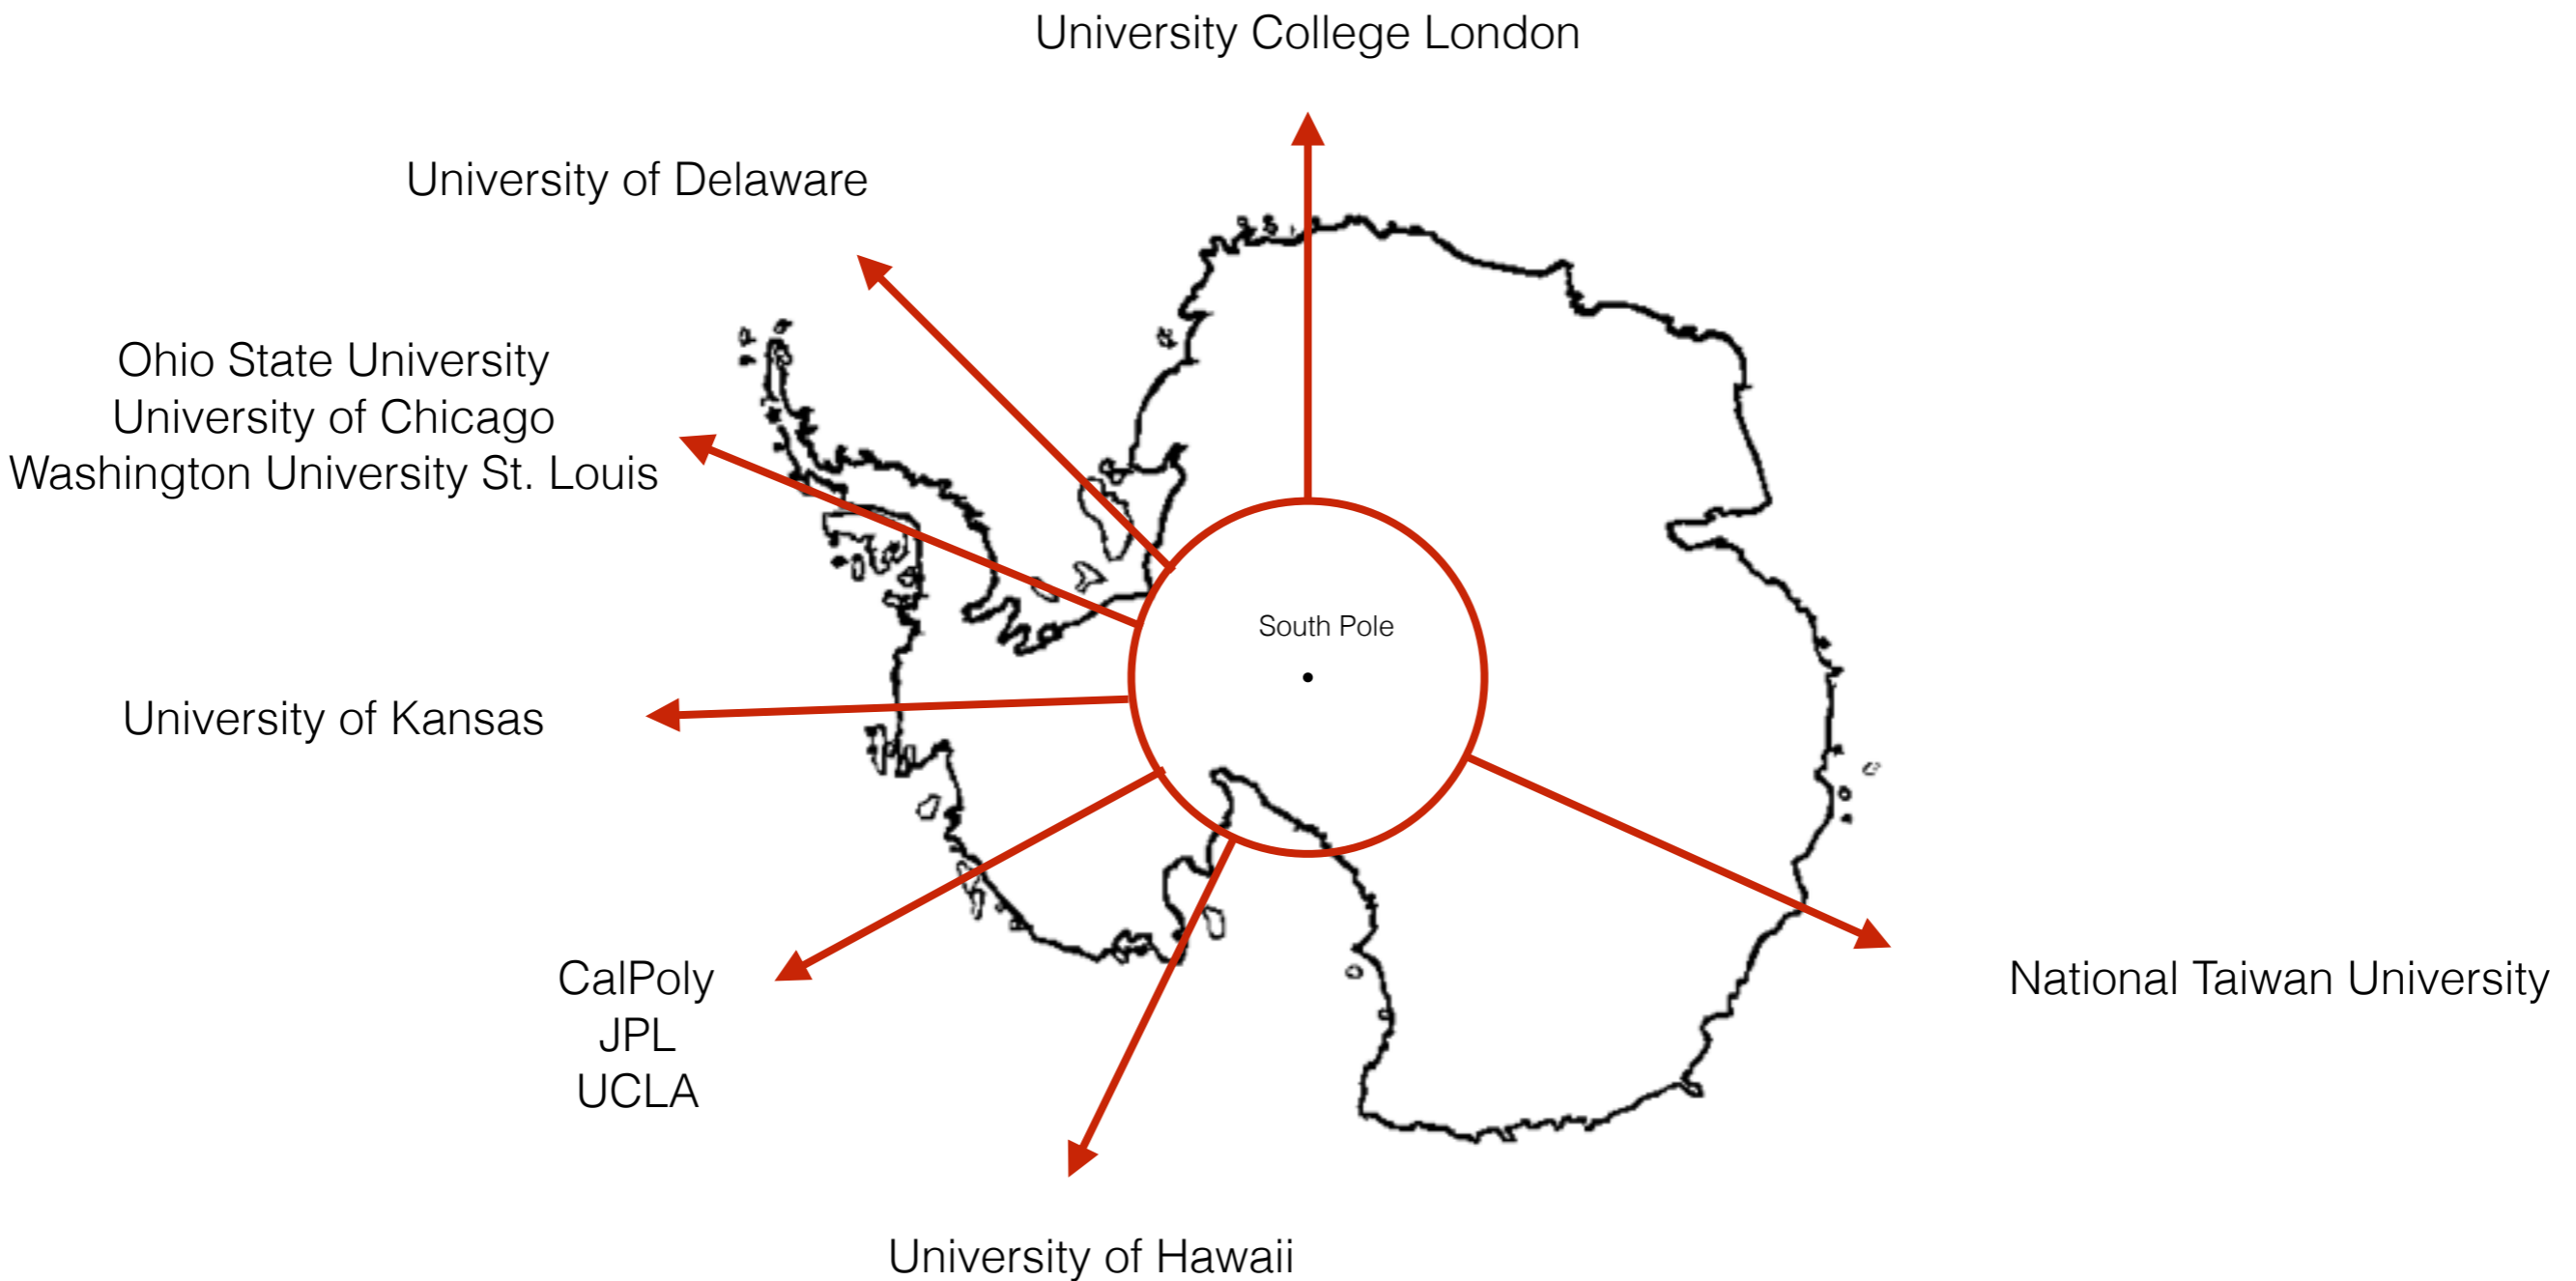 University College London
University of Delaware
Ohio State University
University of Chicago
Washington University St. Louis
South Pole
University of Kansas
CalPoly
JPL
UCLA
National Taiwan University
University of Hawaii